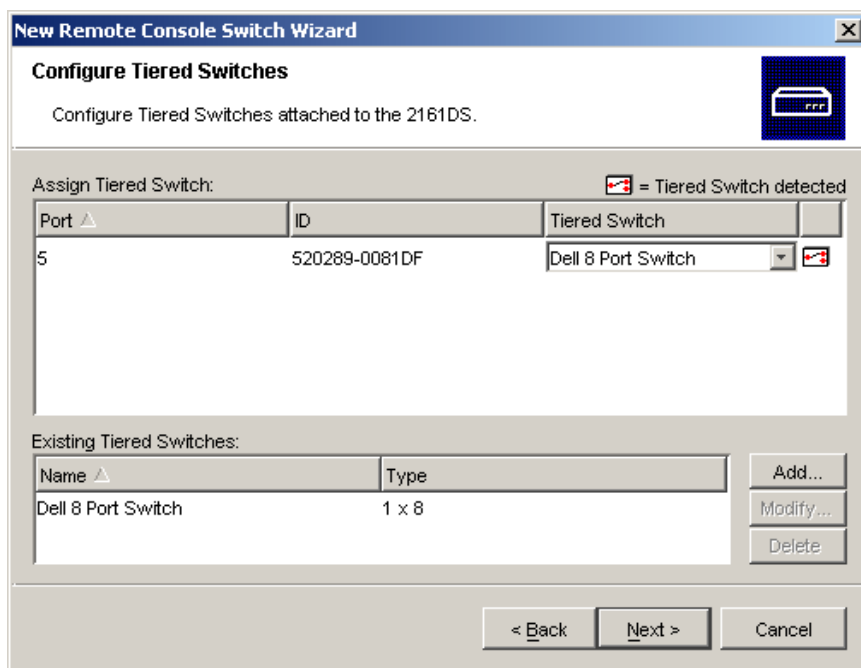 New Remote Console Switch Wizard
Configure Tiered Switches
Configure Tiered Switches attached to the 2161DS.
Assign Tiered Switch:
= Tiered Switch detected
Port ID Tiered Switch
5 520289-0081DF Dell 8 Port Switch
Existing Tiered Switches:
Name Type
Dell 8 Port Switch 1 x 8
Add...
Modify...
Delete
< Back Next > Cancel